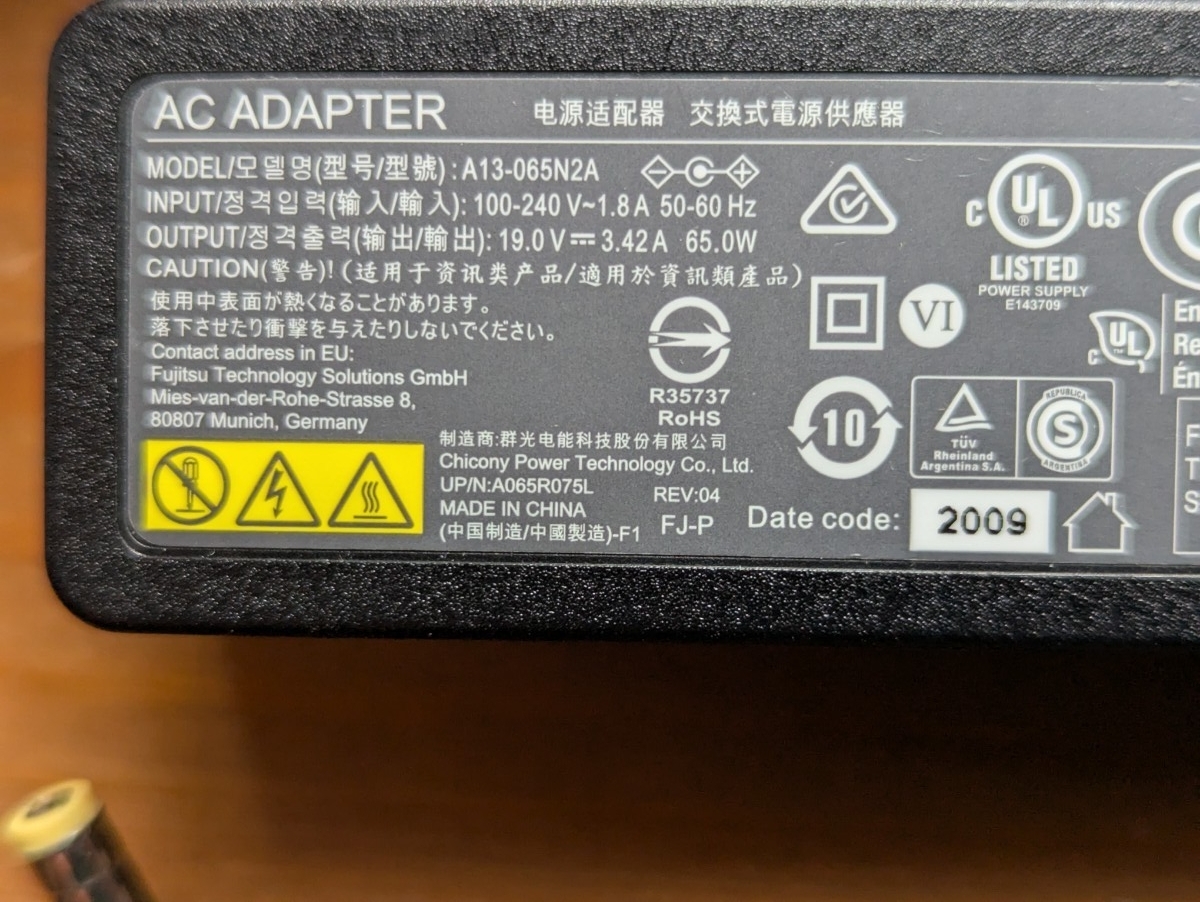 AC ADAPTER 电源适配器 交換式電源供應器
MODEL/모델명(型号/型號):A13-065N2A
INPUT/정격입력(输入/輸入): 100-240 V~1.8 A 50-60 Hz
OUTPUT/정격출력(输出/輸出): 19.0 V⎓3.42 A 65.0W
CAUTION(警告)!(适用于资讯类产品/適用於資訊類產品)
使用中表面が熱くなることがあります。
落下させたり衝撃を与えたりしないでください。
Contact address in EU:
Fujitsu Technology Solutions GmbH
Mies-van-der-Rohe-Strasse 8,
80807 Munich, Germany
R35737
RoHS
制造商:群光电能科技股份有限公司
Chicony Power Technology Co., Ltd.
UP/N:A065R075L
MADE IN CHINA
(中国制造/中國製造)-F1
REV:04
FJ-P
C UL ® US
LISTED
POWER SUPPLY
E143709
VI
c UL
10
TÜV
Rheinland
Argentina S.A.
REPUBLICA
S
ARGENTINA
Date code: 2009
En
Re
Én
F
T
S